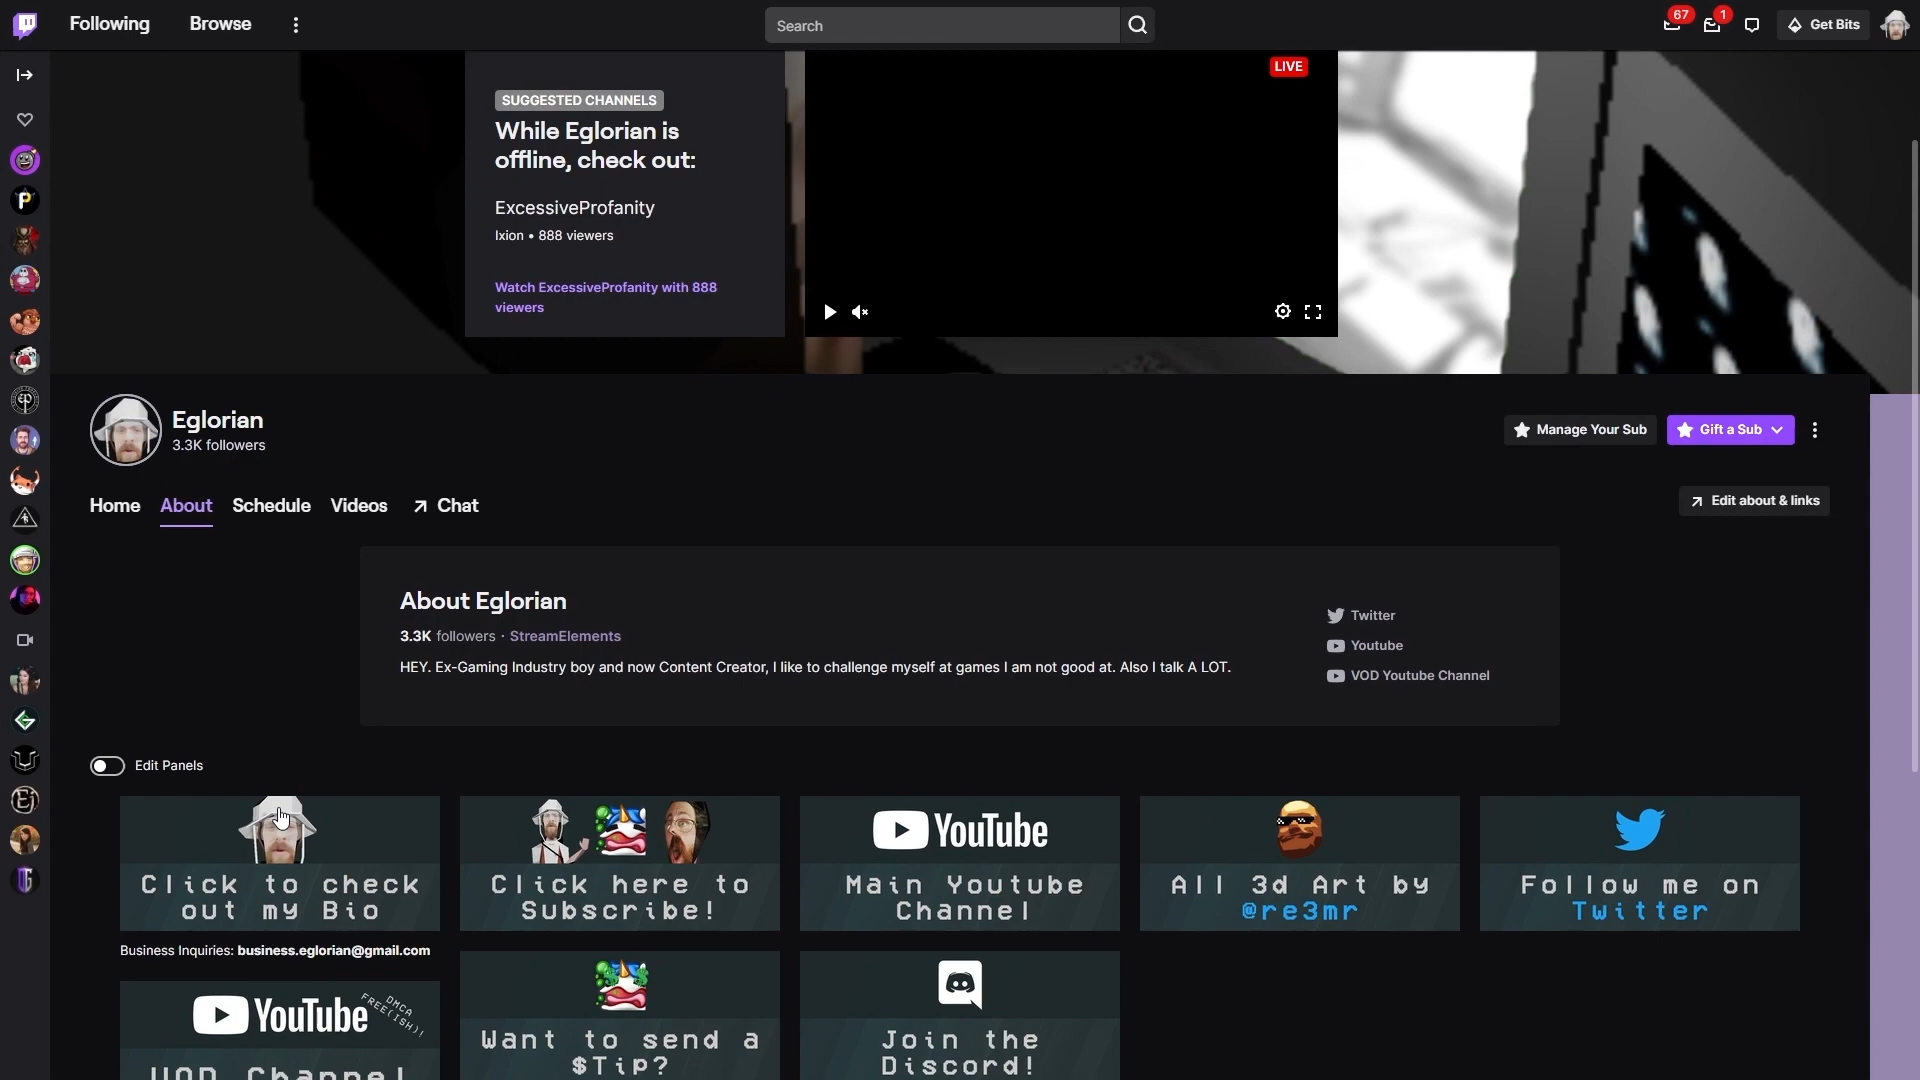 Following
Browse
Search
67
1
Get Bits
LIVE
SUGGESTED CHANNELS
While Eglorian is
offline, check out:
ExcessiveProfanity
Ixion • 888 viewers
Watch ExcessiveProfanity with 888
viewers
Eglorian
3.3K followers
Manage Your Sub
Gift a Sub
Home
About
Schedule
Videos
Chat
Edit about & links
About Eglorian
3.3K followers · StreamElements
HEY. Ex-Gaming Industry boy and now Content Creator, I like to challenge myself at games I am not good at. Also I talk A LOT.
Twitter
Youtube
VOD Youtube Channel
Edit Panels
Click to check
out my Bio
Business Inquiries: business.eglorian@gmail.com
Click here to
Subscribe!
YouTube
Main Youtube
Channel
All 3d Art by
@re3mr
Follow me on
Twitter
YouTube
DMCA
FREE(ISH)!
VOD Channel
Want to send a
$Tip?
Join the
Discord!